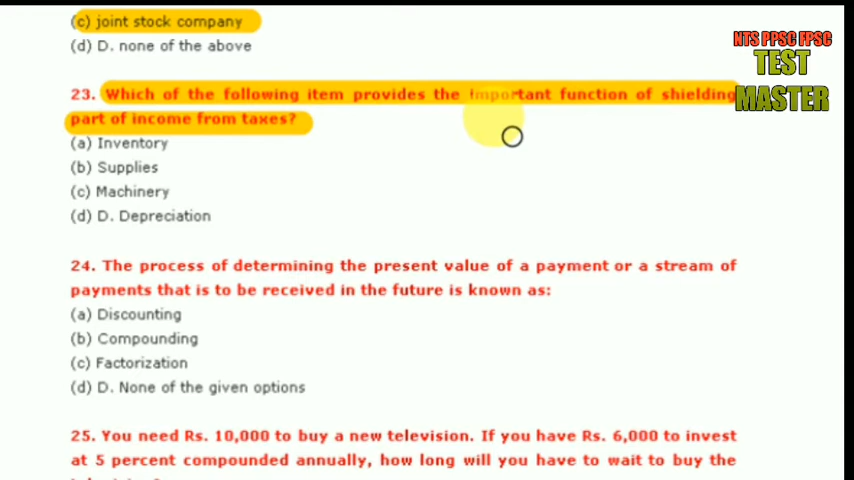 (c) joint stock company
(d) D. none of the above
NTS PPSC FPSC
TEST
MASTER
23. Which of the following item provides the important function of shielding
part of income from taxes?
(a) Inventory
(b) Supplies
(c) Machinery
(d) D. Depreciation
24. The process of determining the present value of a payment or a stream of
payments that is to be received in the future is known as:
(a) Discounting
(b) Compounding
(c) Factorization
(d) D. None of the given options
25. You need Rs. 10,000 to buy a new television. If you have Rs. 6,000 to invest
at 5 percent compounded annually, how long will you have to wait to buy the